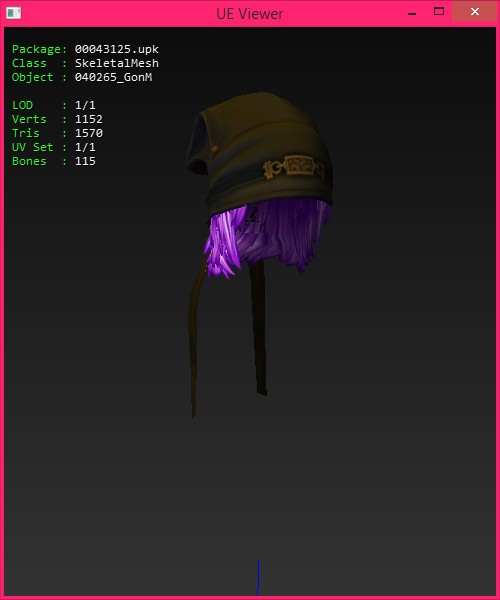 UE Viewer
Package: 00043125.upk
Class : SkeletalMesh
Object : 040265_GonM
LOD : 1/1
Verts : 1152
Tris : 1570
UV Set : 1/1
Bones : 115